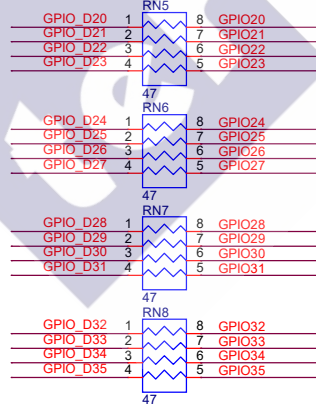 RN5
GPIO_D20 1 8 GPIO20
GPIO_D21 2 7 GPIO21
GPIO_D22 3 6 GPIO22
GPIO_D23 4 5 GPIO23
47
RN6
GPIO_D24 1 8 GPIO24
GPIO_D25 2 7 GPIO25
GPIO_D26 3 6 GPIO26
GPIO_D27 4 5 GPIO27
47
RN7
GPIO_D28 1 8 GPIO28
GPIO_D29 2 7 GPIO29
GPIO_D30 3 6 GPIO30
GPIO_D31 4 5 GPIO31
47
RN8
GPIO_D32 1 8 GPIO32
GPIO_D33 2 7 GPIO33
GPIO_D34 3 6 GPIO34
GPIO_D35 4 5 GPIO35
47